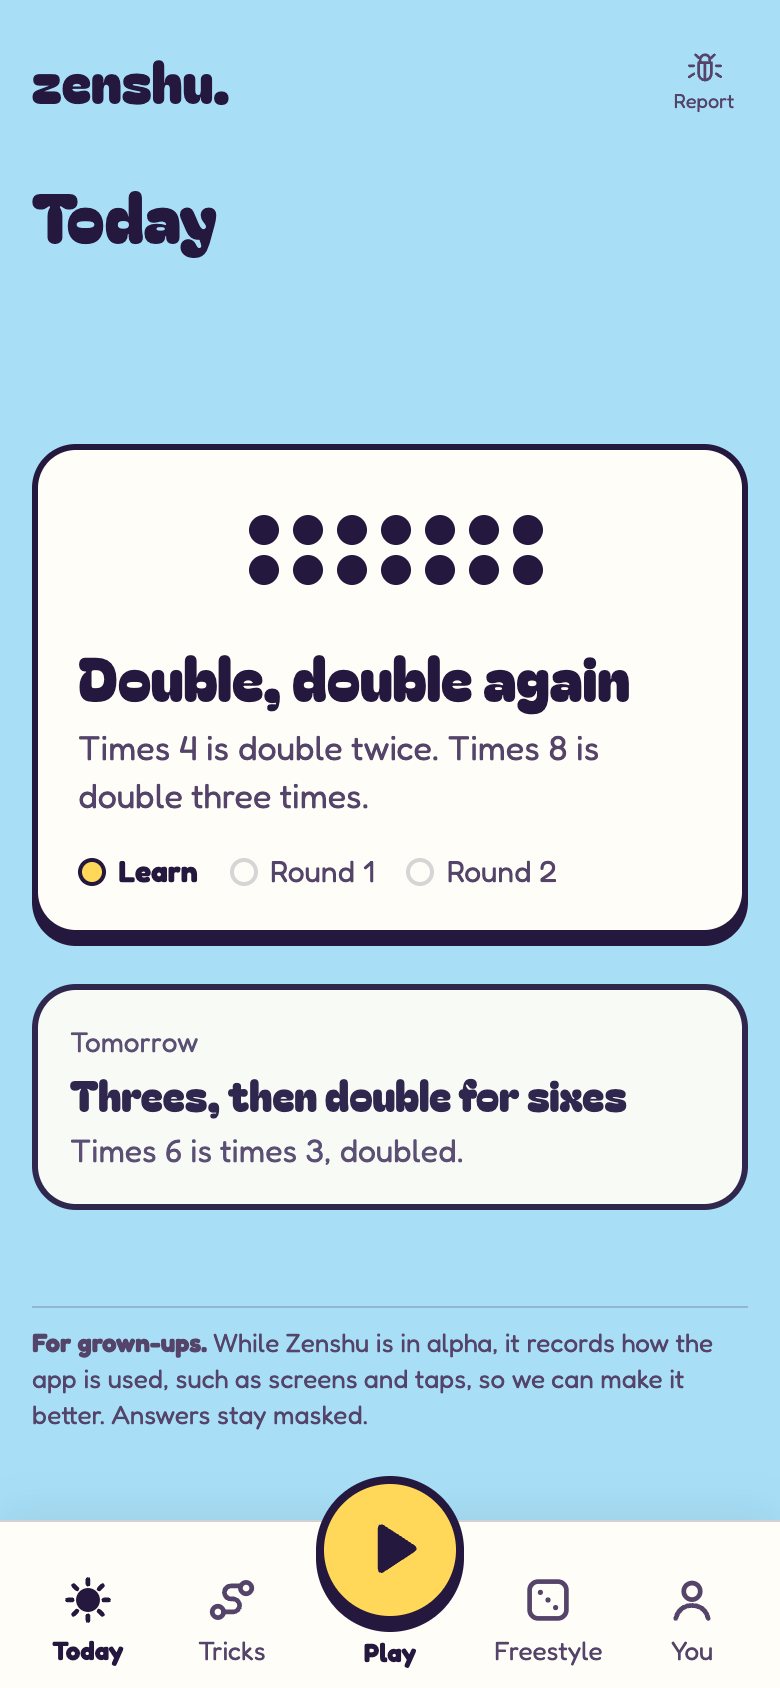 zenshu.
Report
Today
Double, double again
Times 4 is double twice. Times 8 is
double three times.
Learn Round 1 Round 2
Tomorrow
Threes, then double for sixes
Times 6 is times 3, doubled.
For grown-ups. While Zenshu is in alpha, it records how the
app is used, such as screens and taps, so we can make it
better. Answers stay masked.
Today Tricks Play Freestyle You